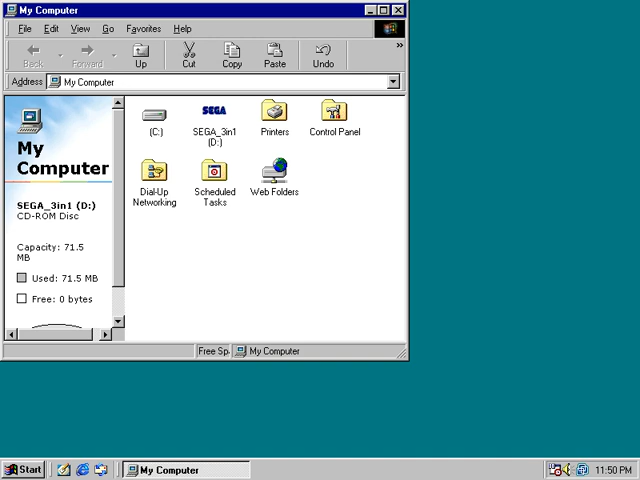 My Computer
File Edit View Go Favorites Help
Back Forward Up Cut Copy Paste Undo »
Address My Computer
My
Computer
SEGA_3in1 (D:)
CD-ROM Disc
Capacity: 71.5
MB
Used: 71.5 MB
Free: 0 bytes
(C:)
SEGA
SEGA_3in1
(D:)
Printers
Control Panel
Dial-Up
Networking
Scheduled
Tasks
Web Folders
Free Sp
My Computer
Start
My Computer
11:50 PM